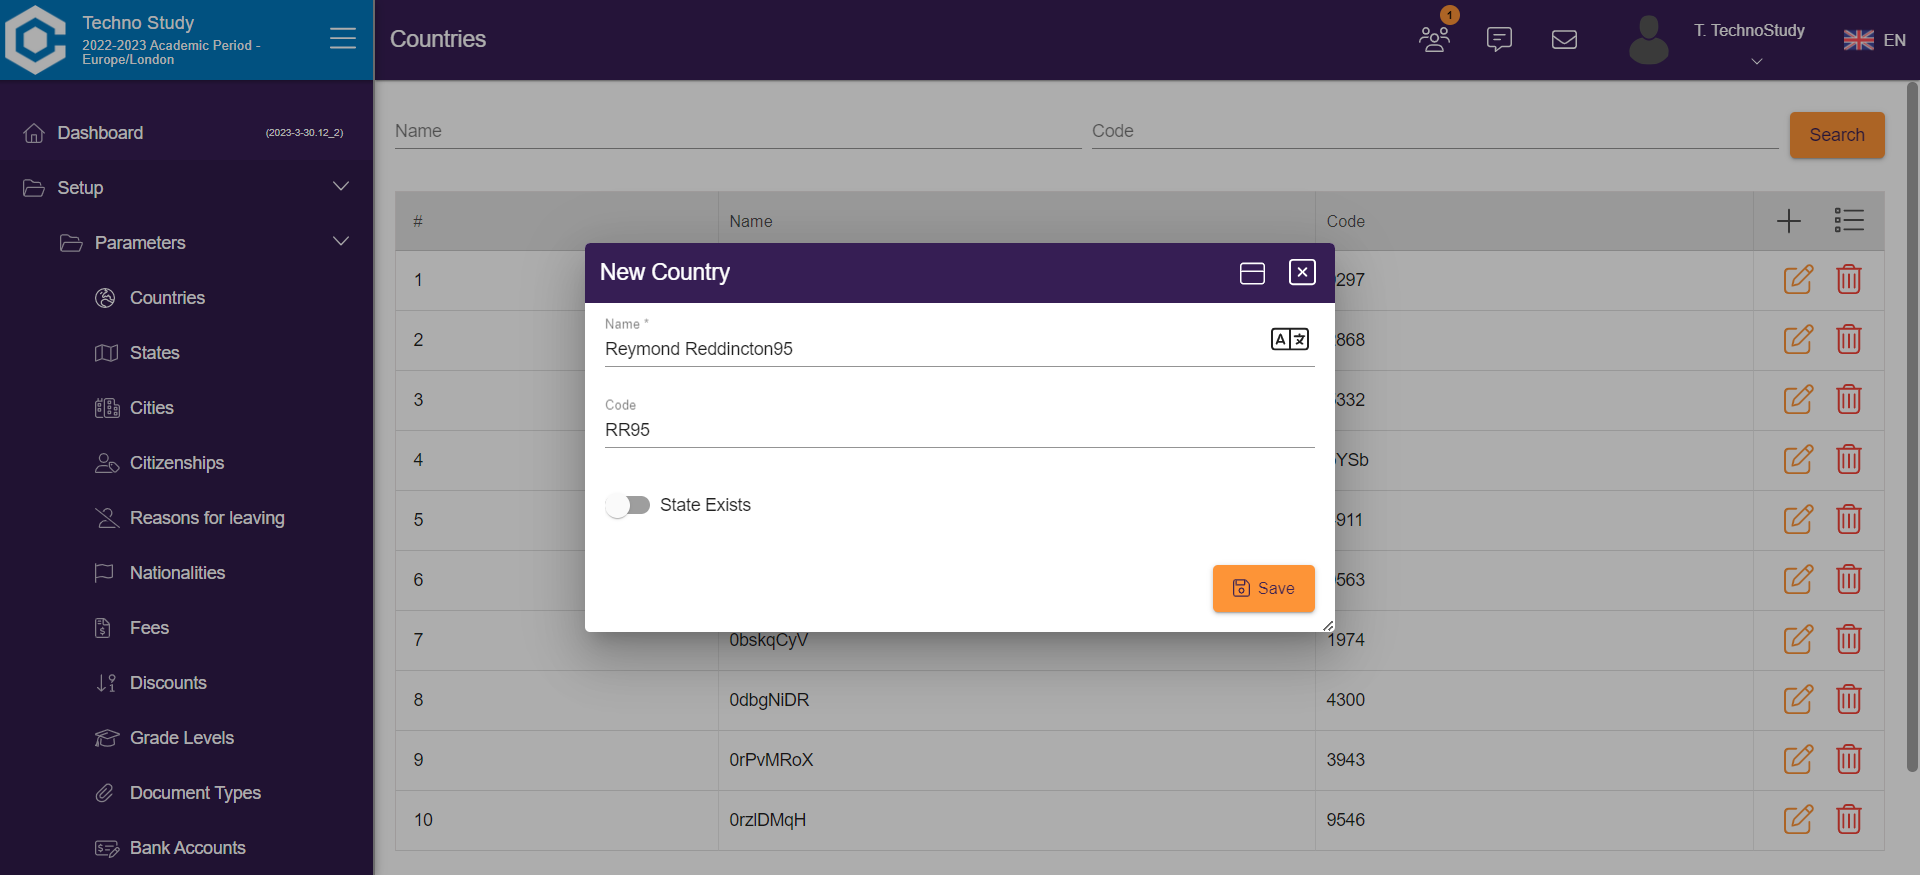 Techno Study
2022-2023 Academic Period -
Europe/London
Countries
1
T. TechnoStudy
EN
Dashboard
(2023-3-30.12_2)
Setup
Parameters
Countries
States
Cities
Citizenships
Reasons for leaving
Nationalities
Fees
Discounts
Grade Levels
Document Types
Bank Accounts
Name
Code
Search
#
Name
Code
1
297
2
868
3
332
4
YSb
5
911
6
563
7
0bskqCyV
1974
8
0dbgNiDR
4300
9
0rPvMRoX
3943
10
0rzIDMqH
9546
New Country
Name *
Reymond Reddincton95
A
Code
RR95
State Exists
Save